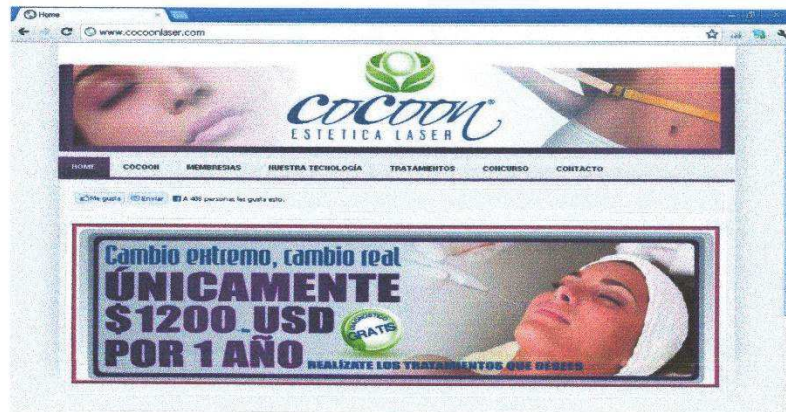 Home
www.cocoonlaser.com
COCOON®
ESTETICA LASER
HOME COCOON MEMBRESIAS NUESTRA TECNOLOGÍA TRATAMIENTOS CONCURSO CONTACTO
Me gusta Enviar A 400 personas les gusta esto.
Cambio extremo, cambio real
ÚNICAMENTE
$1200 USD
POR 1 AÑO
GRATIS
REALÍZATE LOS TRATAMIENTOS QUE DESEES